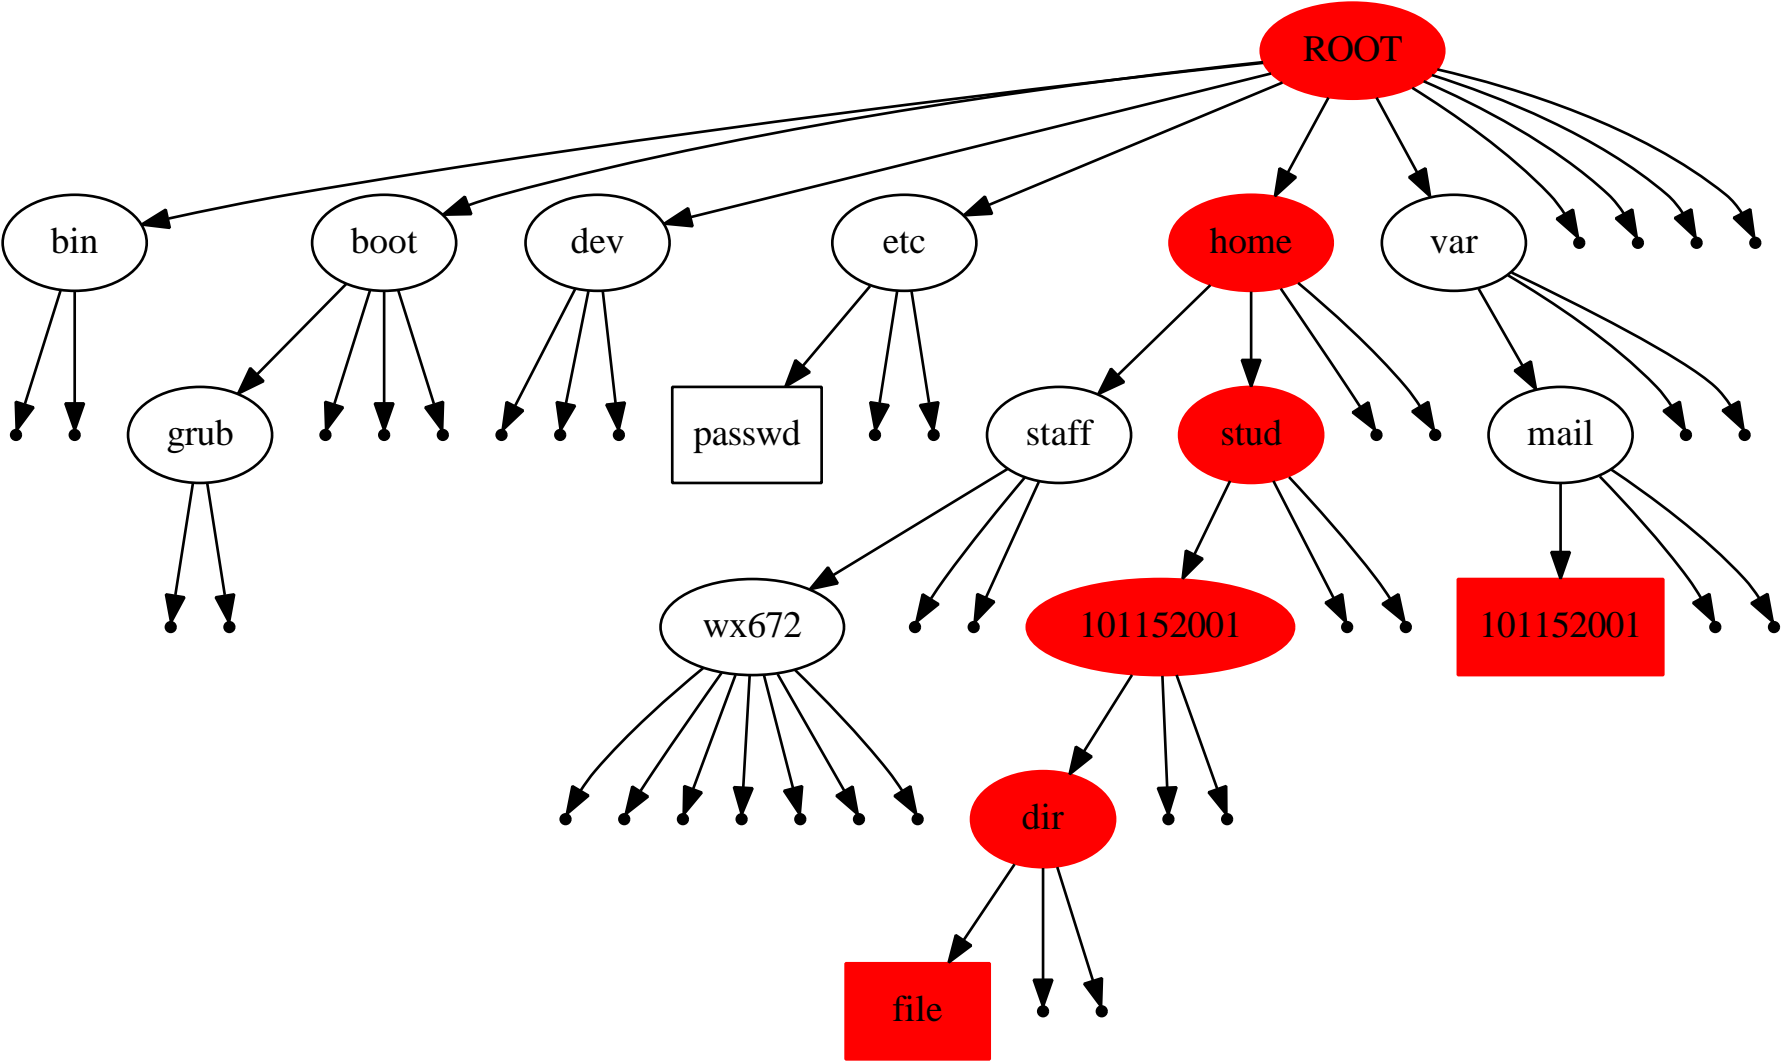 ROOT
bin
boot
dev
etc
home
var
grub
passwd
staff
stud
mail
wx672
101152001
101152001
dir
file